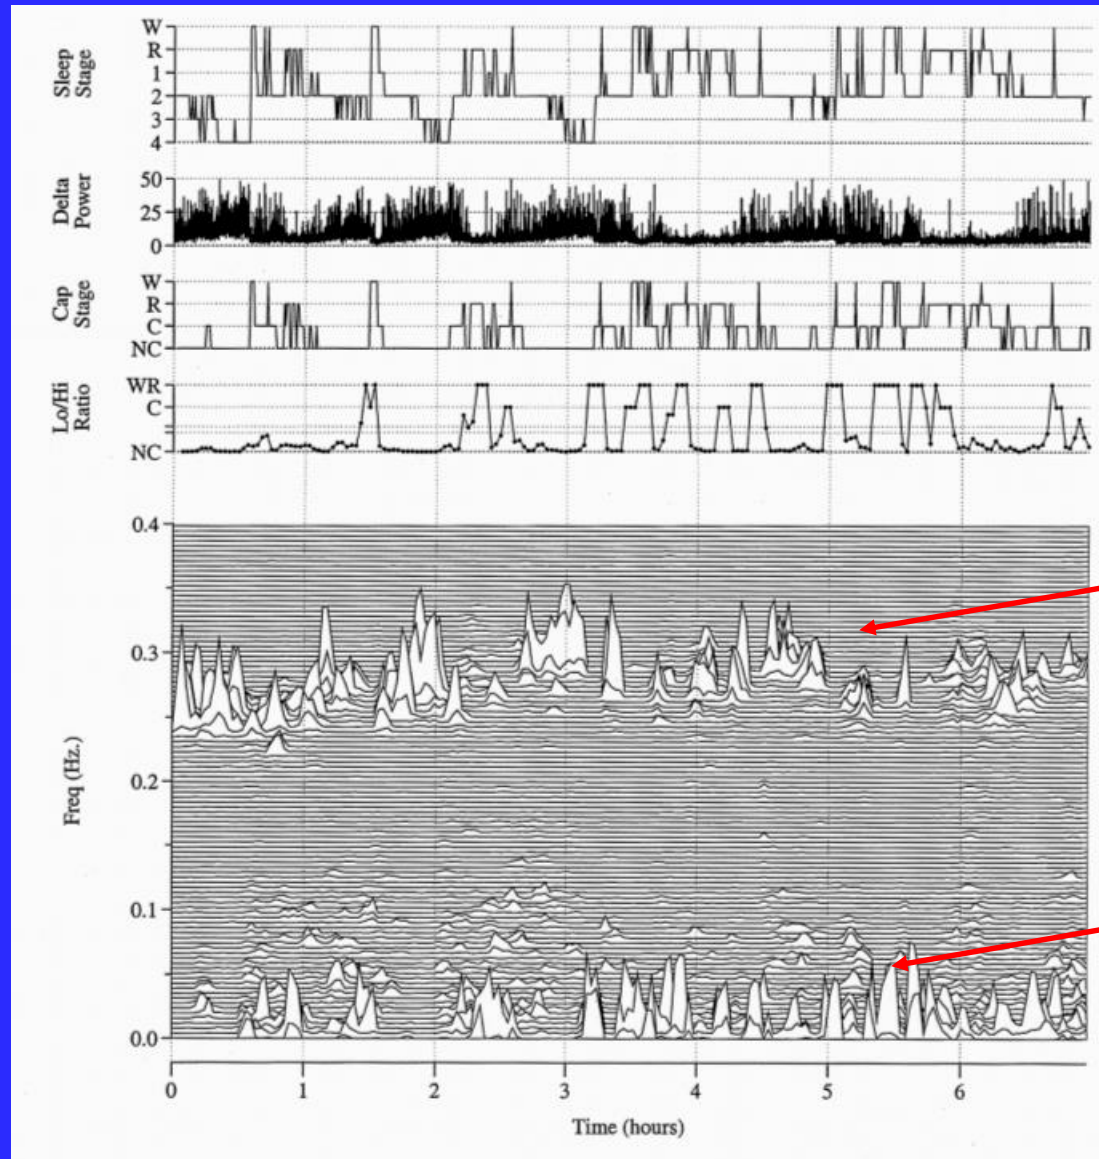 Sleep
Stage
W
R
1
2
3
4
Delta
Power
50
25
0
Cap
Stage
W
R
C
NC
Lo/Hi
Ratio
WR
C
NC
Freq (Hz.)
0.4
0.3
0.2
0.1
0.0
0 1 2 3 4 5 6
Time (hours)